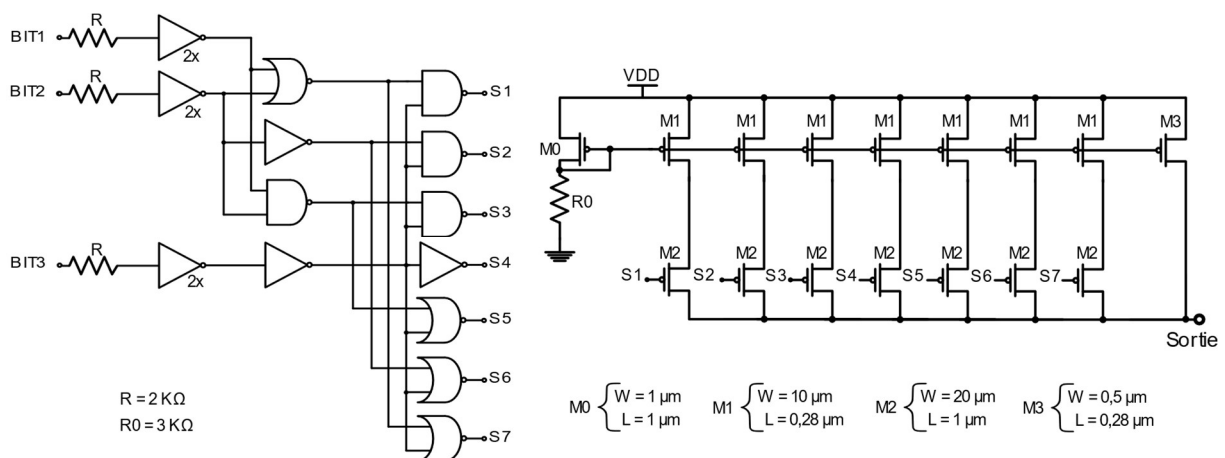 BIT1
R
2x
BIT2
R
2x
BIT3
R
2x
S1
S2
S3
S4
S5
S6
S7
R = 2 KΩ
R0 = 3 KΩ
VDD
M0
R0
M1
M1
M1
M1
M1
M1
M1
M3
M2
M2
M2
M2
M2
M2
M2
S1
S2
S3
S4
S5
S6
S7
Sortie
M0 { W = 1 µm
L = 1 µm
M1 { W = 10 µm
L = 0,28 µm
M2 { W = 20 µm
L = 1 µm
M3 { W = 0,5 µm
L = 0,28 µm